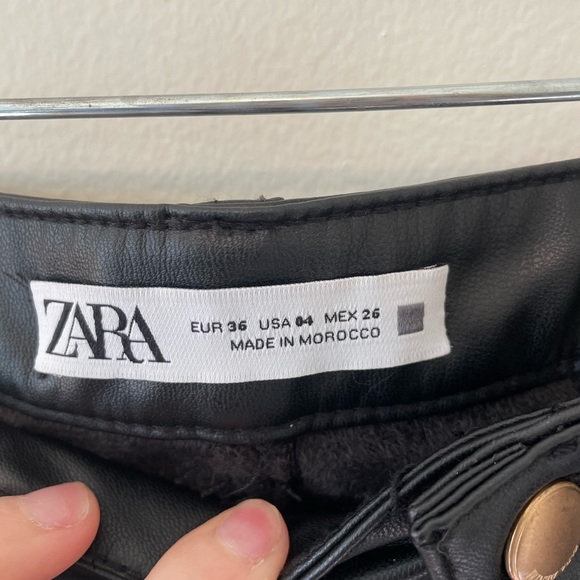 ZARA
EUR 36 USA 04 MEX 26
MADE IN MOROCCO